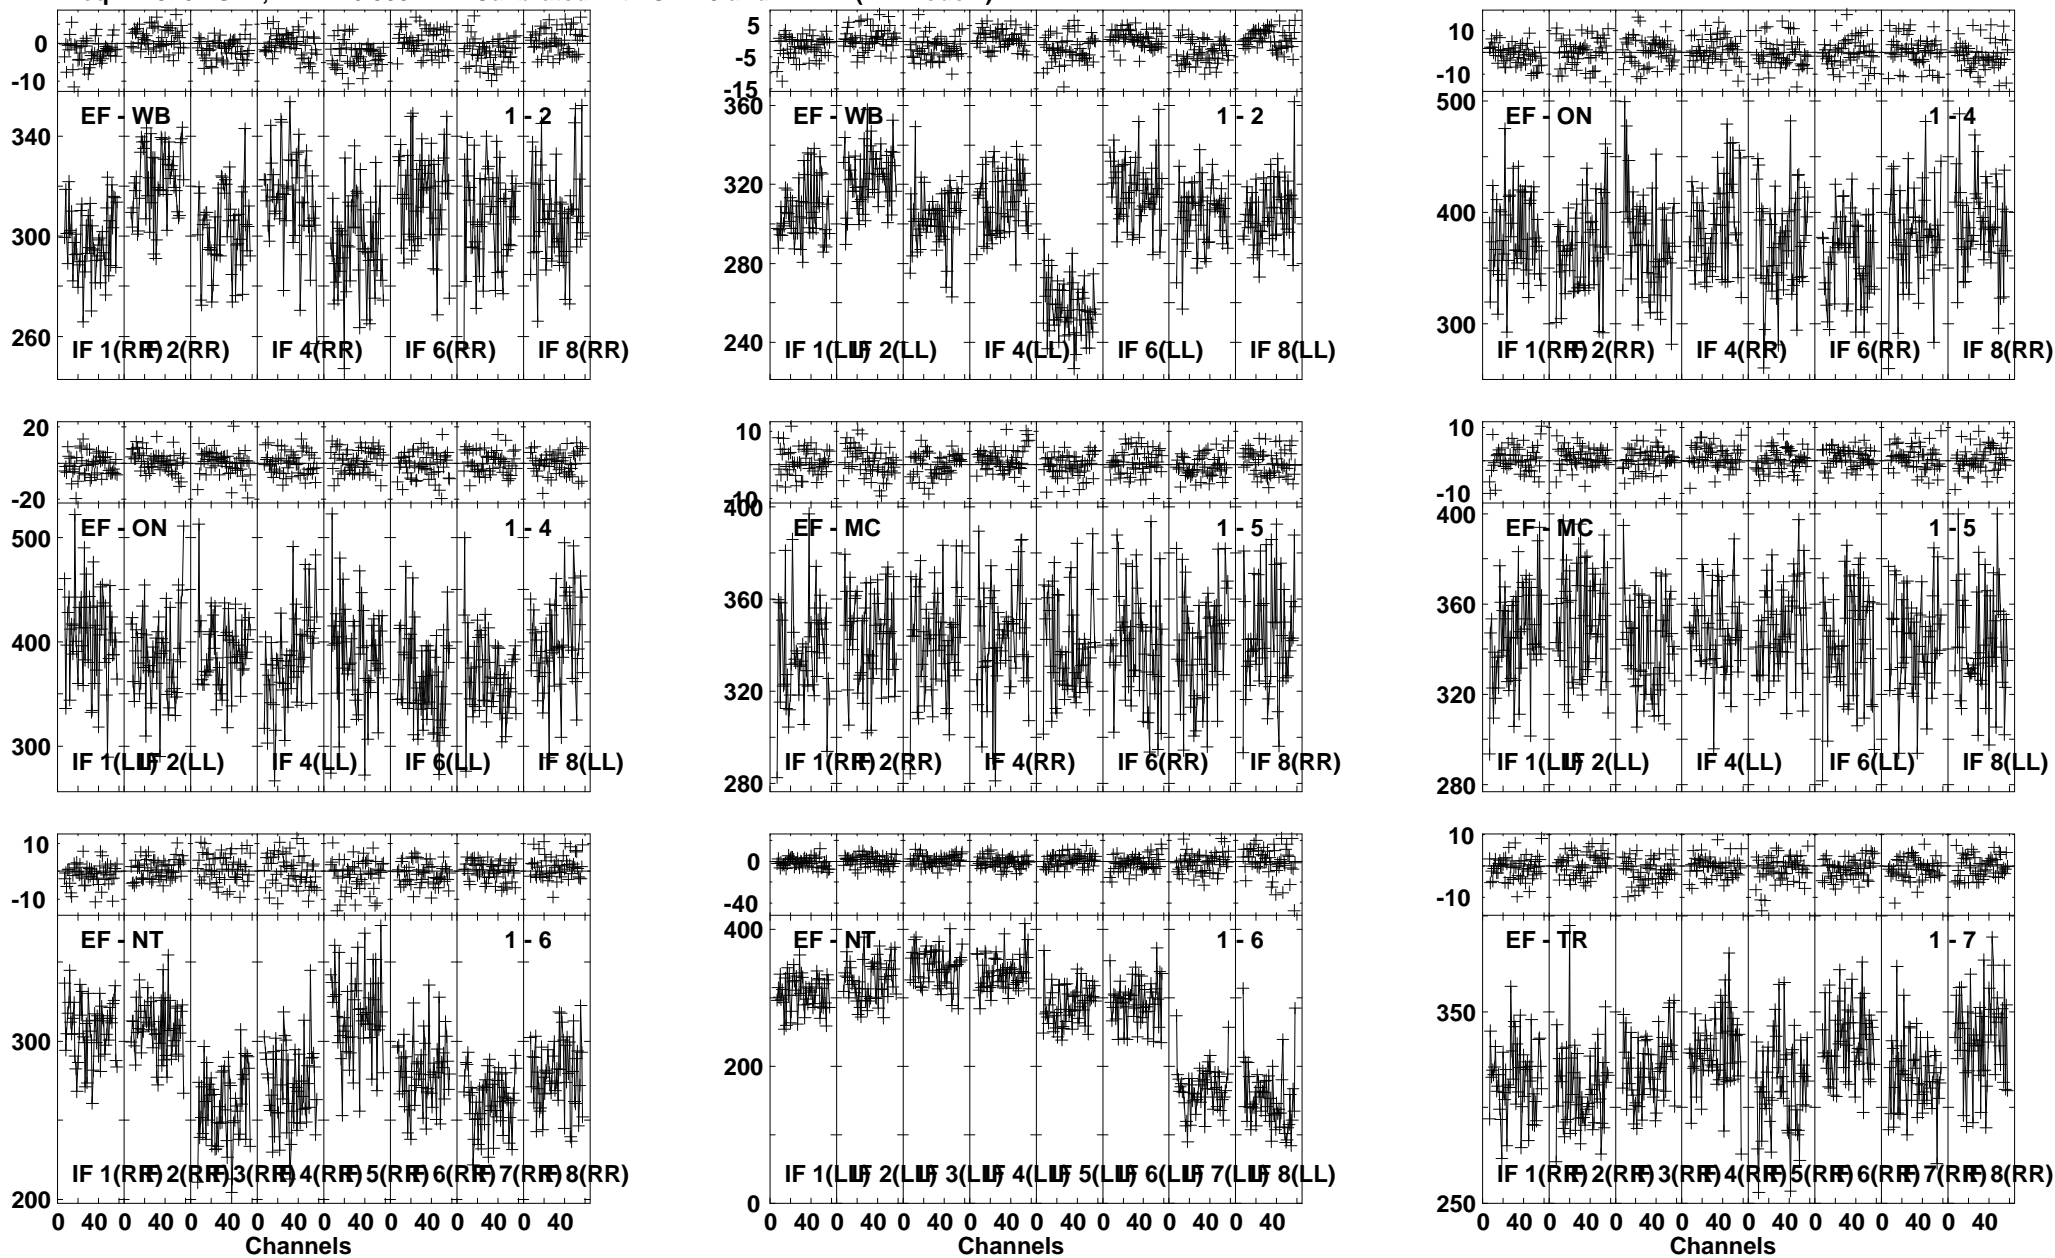 0
-10
EF - WB
1 - 2
340
300
260
IF 1(RR)
IF 2(RR)
IF 4(RR)
IF 6(RR)
IF 8(RR)
5
-5
-15
360
EF - WB
1 - 2
320
280
240
IF 1(LL)
IF 2(LL)
IF 4(LL)
IF 6(LL)
IF 8(LL)
10
-10
500
EF - ON
1 - 4
400
300
IF 1(RR)
IF 2(RR)
IF 4(RR)
IF 6(RR)
IF 8(RR)
20
-20
EF - ON
1 - 4
500
400
300
IF 1(LL)
IF 2(LL)
IF 4(LL)
IF 6(LL)
IF 8(LL)
10
-10
400
EF - MC
1 - 5
360
320
280
IF 1(RR)
IF 2(RR)
IF 4(RR)
IF 6(RR)
IF 8(RR)
10
-10
400
EF - MC
1 - 5
360
320
280
IF 1(LL)
IF 2(LL)
IF 4(LL)
IF 6(LL)
IF 8(LL)
10
-10
EF - NT
1 - 6
300
200
IF 1(RR)
IF 2(RR)
IF 3(RR)
IF 4(RR)
IF 5(RR)
IF 6(RR)
IF 7(RR)
IF 8(RR)
0 40 0 40 0 40 0 40 0 40 0 40 0 40 0 40
Channels
0
-40
400
EF - NT
1 - 6
200
0
IF 1(LL)
IF 2(LL)
IF 3(LL)
IF 4(LL)
IF 5(LL)
IF 6(LL)
IF 7(LL)
IF 8(LL)
0 40 0 40 0 40 0 40 0 40 0 40 0 40 0 40
Channels
10
-10
EF - TR
1 - 7
350
250
IF 1(RR)
IF 2(RR)
IF 3(RR)
IF 4(RR)
IF 5(RR)
IF 6(RR)
IF 7(RR)
IF 8(RR)
0 40 0 40 0 40 0 40 0 40 0 40 0 40 0 40
Channels